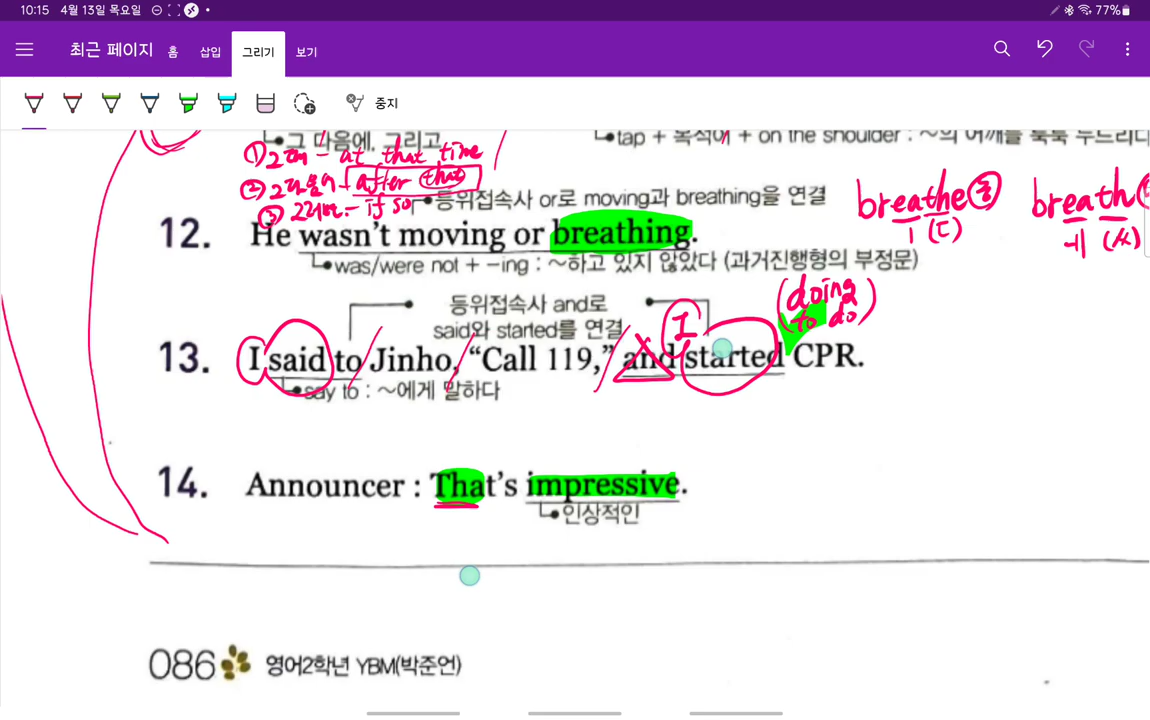 10:15 4월 13일 목요일 77%
최근 페이지 홈 삽입 그리기 보기
중지
그 마음에, 그리고
tap + 목적어 + on the shoulder : ~의 어깨를 툭툭 두드리다
① 그때 - at that time
② 그다음에 - after that
③ 그러면 - if so
등위접속사 or로 moving과 breathing을 연결
breathe 동 breath
ㅣ (ㄷ) ㅔ (ㅆ)
12. He wasn't moving or breathing.
was/were not + -ing : ~하고 있지 않았다 (과거진행형의 부정문)
등위접속사 and로
said와 started를 연결
(doing
to do)
I
13. I said to Jinho, "Call 119," and started CPR.
say to : ~에게 말하다
14. Announcer : That's impressive.
인상적인
086 영어2학년 YBM(박준언)